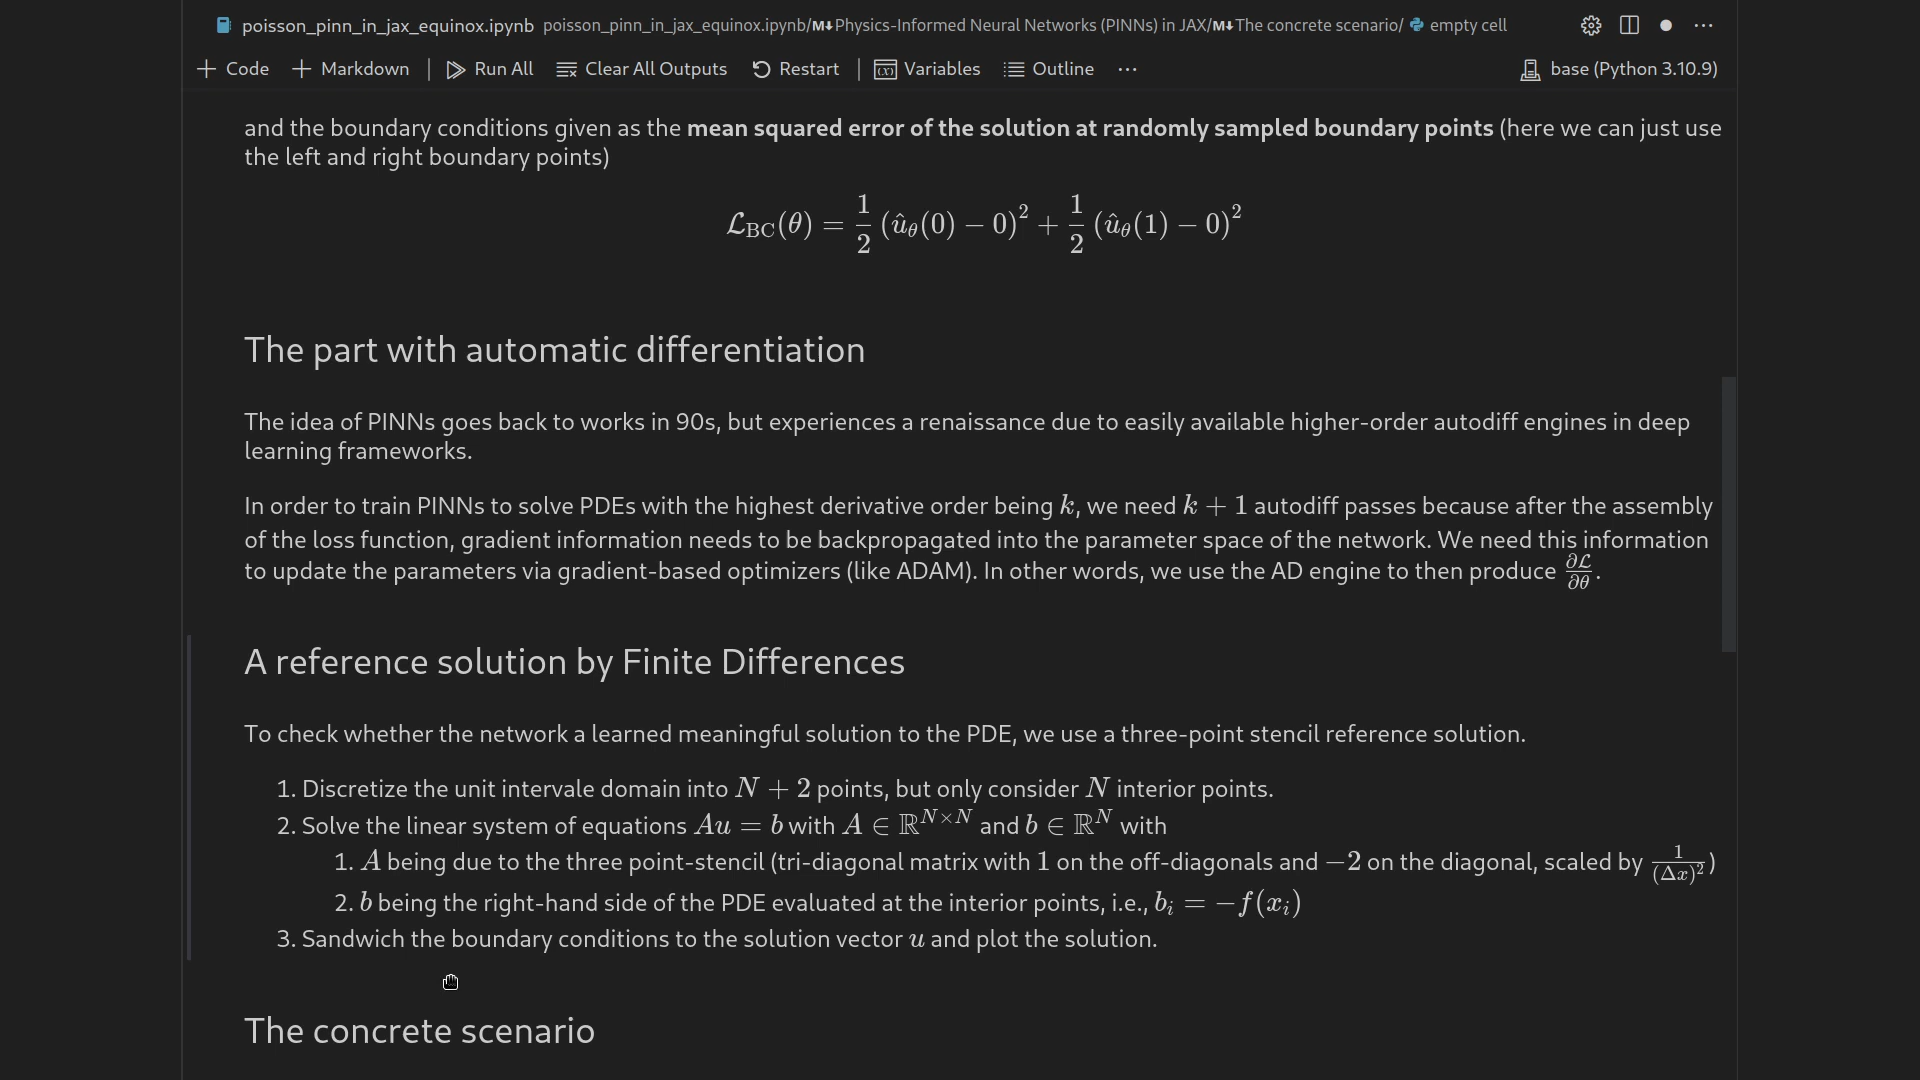 poisson_pinn_in_jax_equinox.ipynb poisson_pinn_in_jax_equinox.ipynb/M↓Physics-Informed Neural Networks (PINNs) in JAX/M↓The concrete scenario/ empty cell ···
+ Code + Markdown | Run All Clear All Outputs Restart | (x) Variables Outline ··· base (Python 3.10.9)
and the boundary conditions given as the mean squared error of the solution at randomly sampled boundary points (here we can just use
the left and right boundary points)
ℒ_BC(θ) = 1/2 (û_θ(0) − 0)² + 1/2 (û_θ(1) − 0)²
The part with automatic differentiation
The idea of PINNs goes back to works in 90s, but experiences a renaissance due to easily available higher-order autodiff engines in deep
learning frameworks.
In order to train PINNs to solve PDEs with the highest derivative order being k, we need k + 1 autodiff passes because after the assembly
of the loss function, gradient information needs to be backpropagated into the parameter space of the network. We need this information
to update the parameters via gradient-based optimizers (like ADAM). In other words, we use the AD engine to then produce ∂ℒ/∂θ.
A reference solution by Finite Differences
To check whether the network a learned meaningful solution to the PDE, we use a three-point stencil reference solution.
1. Discretize the unit intervale domain into N + 2 points, but only consider N interior points.
2. Solve the linear system of equations Au = b with A ∈ ℝ^{N×N} and b ∈ ℝ^N with
1. A being due to the three point-stencil (tri-diagonal matrix with 1 on the off-diagonals and −2 on the diagonal, scaled by 1/(Δx)²)
2. b being the right-hand side of the PDE evaluated at the interior points, i.e., b_i = −f(x_i)
3. Sandwich the boundary conditions to the solution vector u and plot the solution.
The concrete scenario